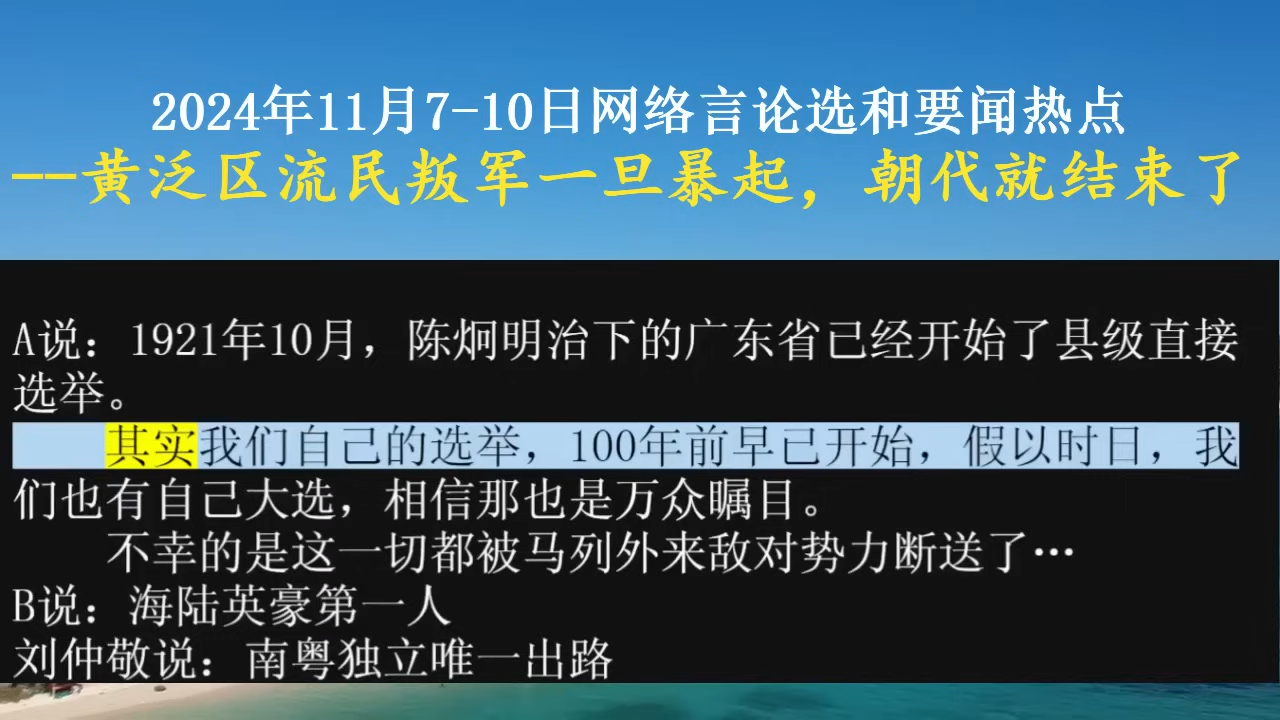 2024年11月7-10日网络言论选和要闻热点
--黄泛区流民叛军一旦暴起，朝代就结束了
A说：1921年10月，陈炯明治下的广东省已经开始了县级直接
选举。
其实我们自己的选举，100年前早已开始，假以时日，我
们也有自己大选，相信那也是万众瞩目。
不幸的是这一切都被马列外来敌对势力断送了…
B说：海陆英豪第一人
刘仲敬说：南粤独立唯一出路